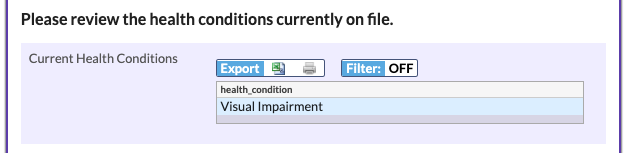 Please review the health conditions currently on file.
Current Health Conditions
Export Filter: OFF
health_condition
Visual Impairment